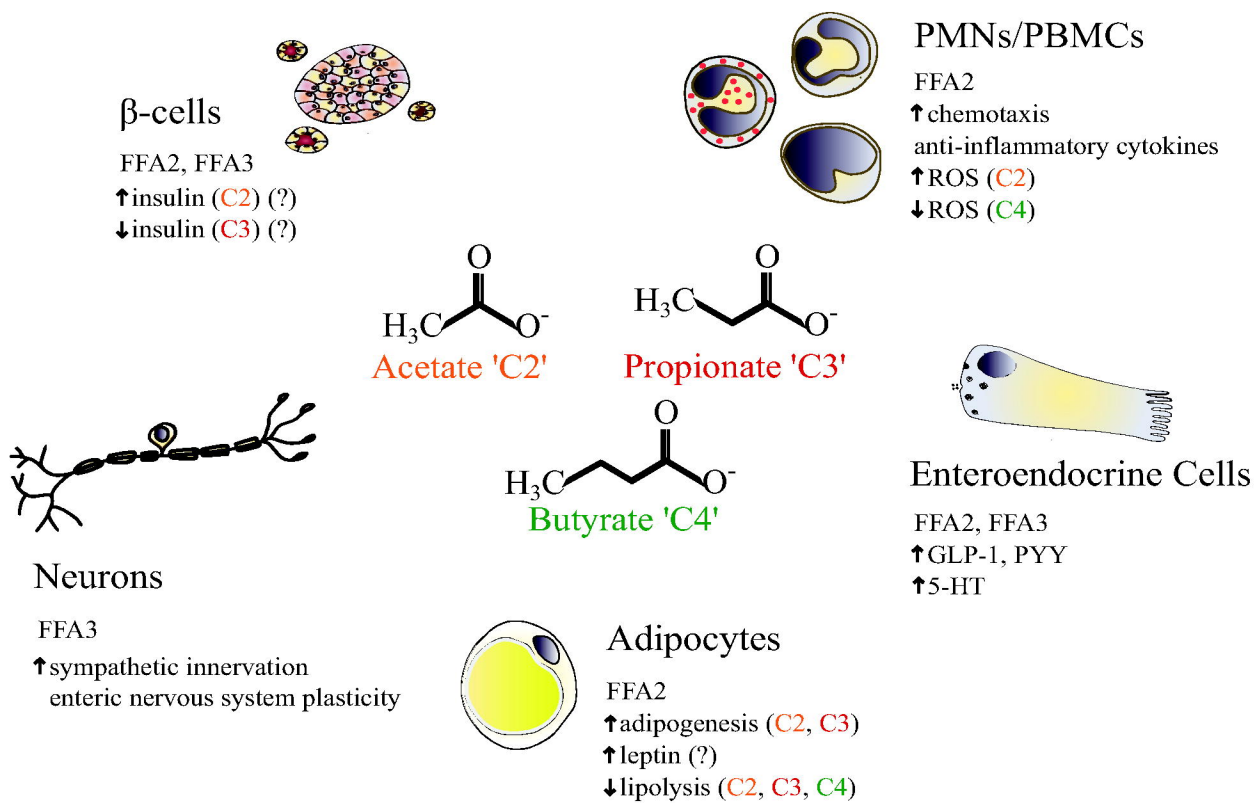 β-cells
FFA2, FFA3
↑insulin (C2) (?)
↓insulin (C3) (?)
PMNs/PBMCs
FFA2
↑chemotaxis
anti-inflammatory cytokines
↑ROS (C2)
↓ROS (C4)
O
H₃C
O⁻
Acetate 'C2'
O
H₃C
O⁻
Propionate 'C3'
O
H₃C
O⁻
Butyrate 'C4'
Enteroendocrine Cells
FFA2, FFA3
↑GLP-1, PYY
↑5-HT
Neurons
FFA3
↑sympathetic innervation
enteric nervous system plasticity
Adipocytes
FFA2
↑adipogenesis (C2, C3)
↑leptin (?)
↓lipolysis (C2, C3, C4)